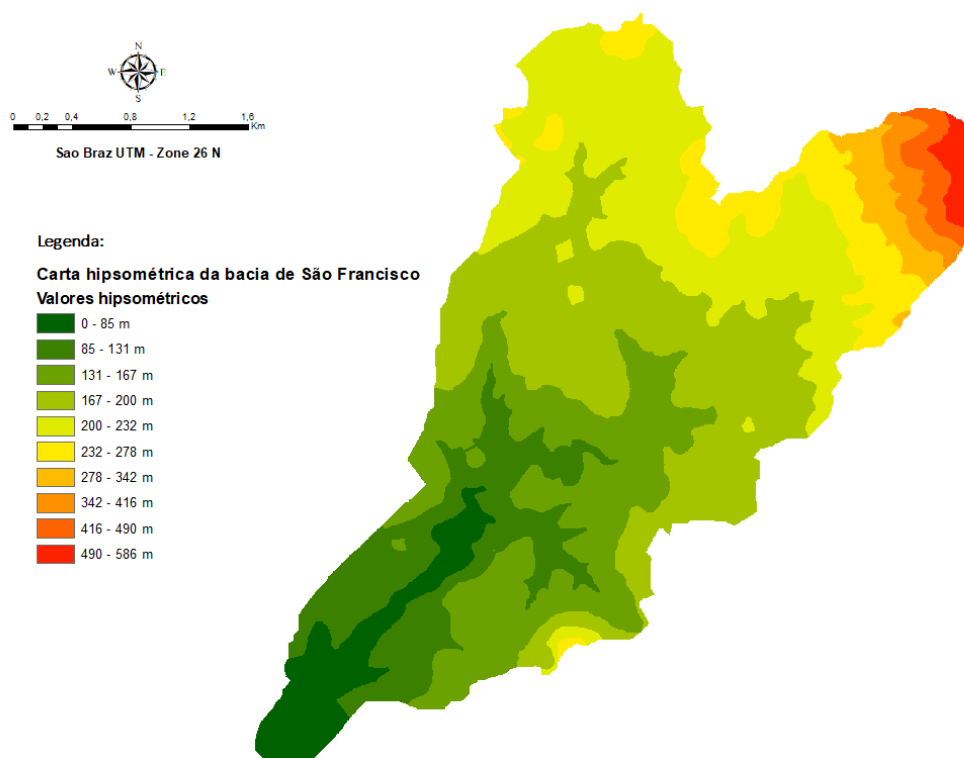 N
W E
S
0 0,2 0,4 0,8 1,2 1,6
Km
Sao Braz UTM - Zone 26 N
Legenda:
Carta hipsométrica da bacia de São Francisco
Valores hipsométricos
0 - 85 m
85 - 131 m
131 - 167 m
167 - 200 m
200 - 232 m
232 - 278 m
278 - 342 m
342 - 416 m
416 - 490 m
490 - 586 m